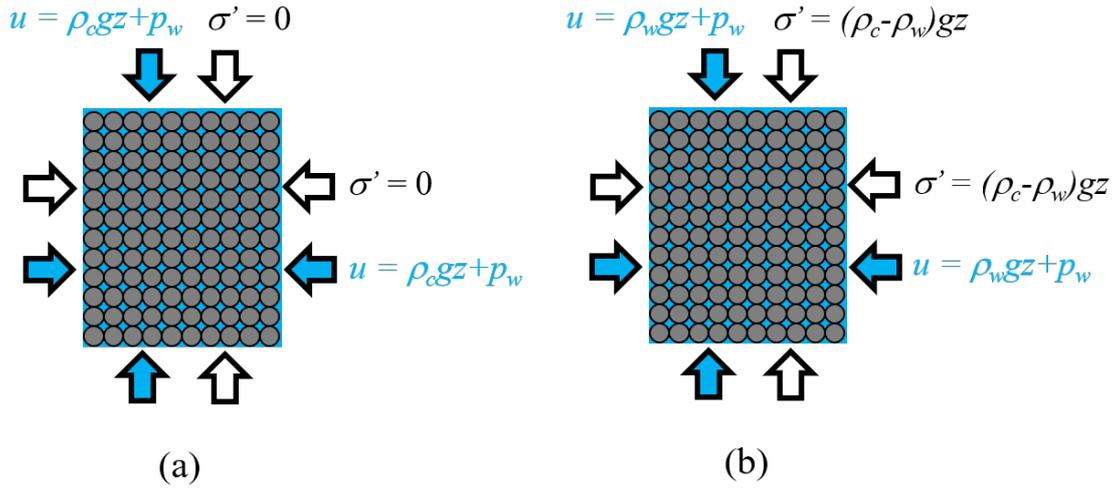 u = ρcgz+pw σ’ = 0
σ’ = 0
u = ρcgz+pw
(a)
u = ρwgz+pw σ’ = (ρc-ρw)gz
σ’ = (ρc-ρw)gz
u = ρwgz+pw
(b)